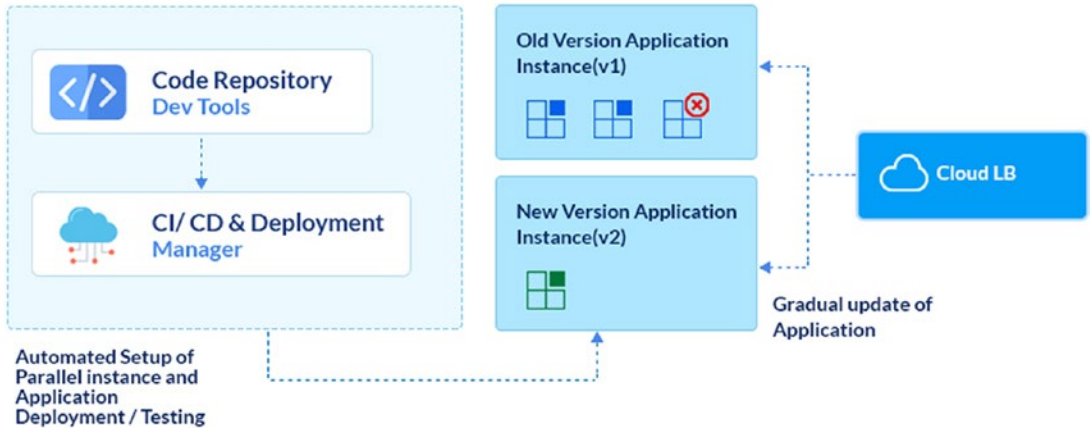 Code Repository
Dev Tools
CI/ CD & Deployment
Manager
Automated Setup of
Parallel instance and
Application
Deployment / Testing
Old Version Application
Instance(v1)
New Version Application
Instance(v2)
Cloud LB
Gradual update of
Application